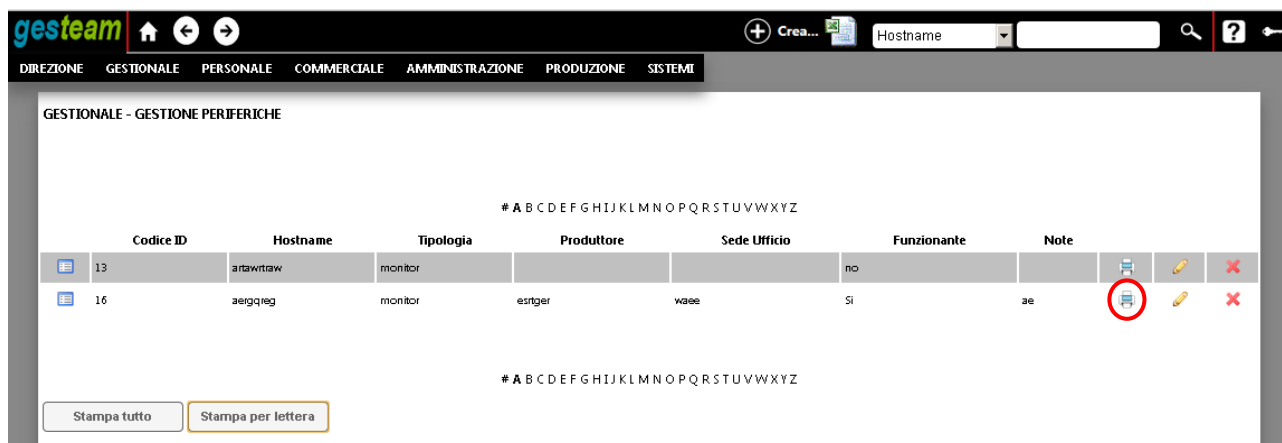 gesteam Crea... Hostname ?
DIREZIONE GESTIONALE PERSONALE COMMERCIALE AMMINISTRAZIONE PRODUZIONE SISTEMI
GESTIONALE - GESTIONE PERIFERICHE
# A B C D E F G H I J K L M N O P Q R S T U V W X Y Z
Codice ID Hostname Tipologia Produttore Sede Ufficio Funzionante Note
13 artawrtraw monitor no
16 aergqreg monitor esrtger waee Si ae
# A B C D E F G H I J K L M N O P Q R S T U V W X Y Z
Stampa tutto Stampa per lettera